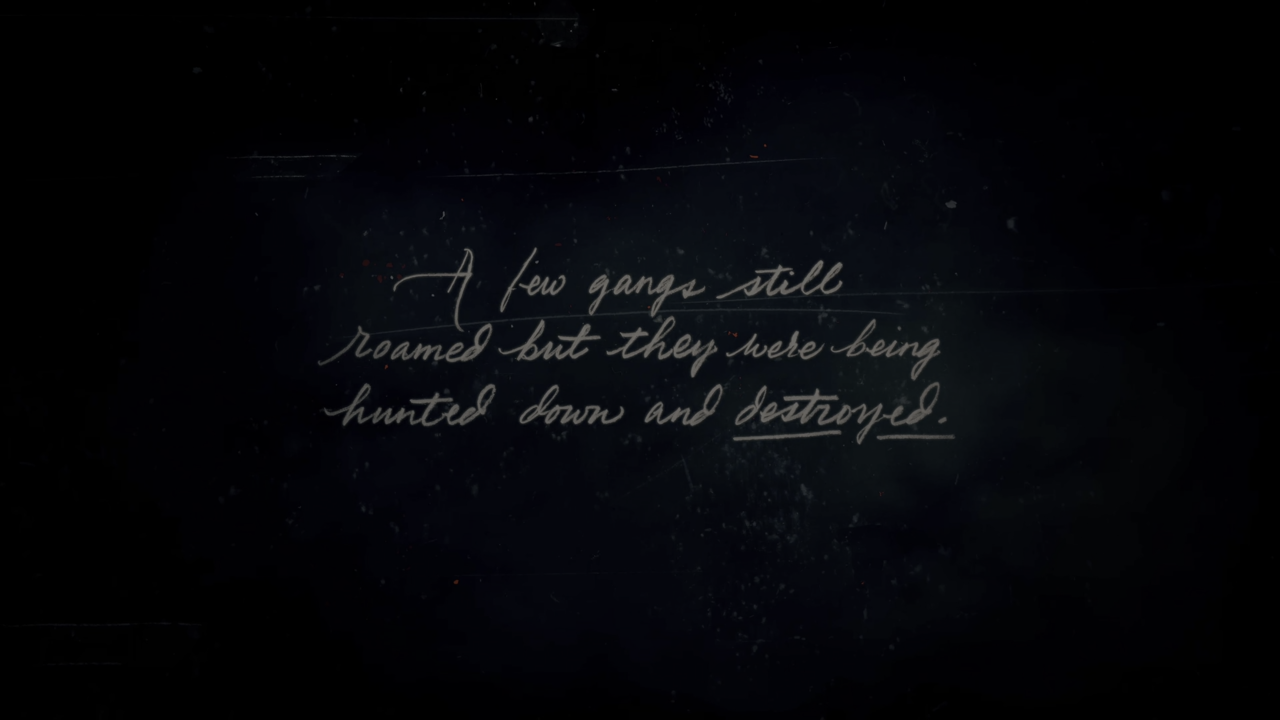 A few gangs still
roamed but they were being
hunted down and destroyed.